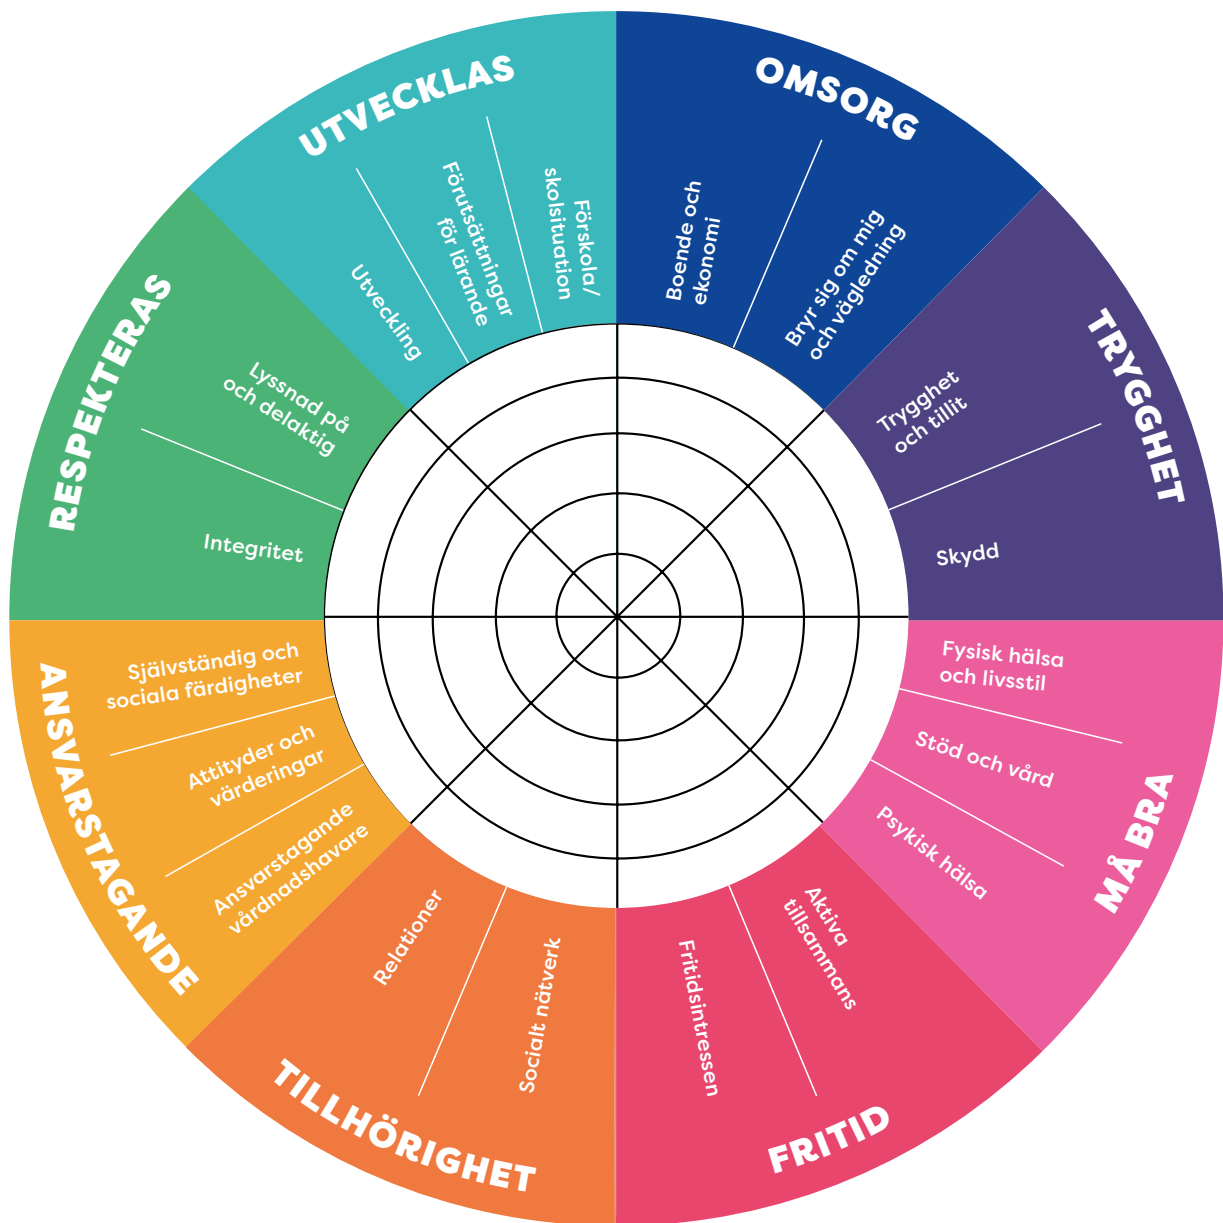 OMSORG
Boende och
ekonomi
Bryr sig om mig
och vägledning
TRYGGHET
Trygghet
och tillit
Skydd
MÅ BRA
Fysisk hälsa
och livsstil
Stöd och vård
Psykisk hälsa
FRITID
Aktiva
tillsammans
Fritidsintressen
TILLHÖRIGHET
Socialt nätverk
Relationer
ANSVARSTAGANDE
Ansvarstagande
vårdnadshavare
Attityder och
värderingar
Självständig och
sociala färdigheter
RESPEKTERAS
Integritet
Lyssnad på
och delaktig
UTVECKLAS
Utveckling
Förutsättningar
för lärande
Förskola/
skolsituation